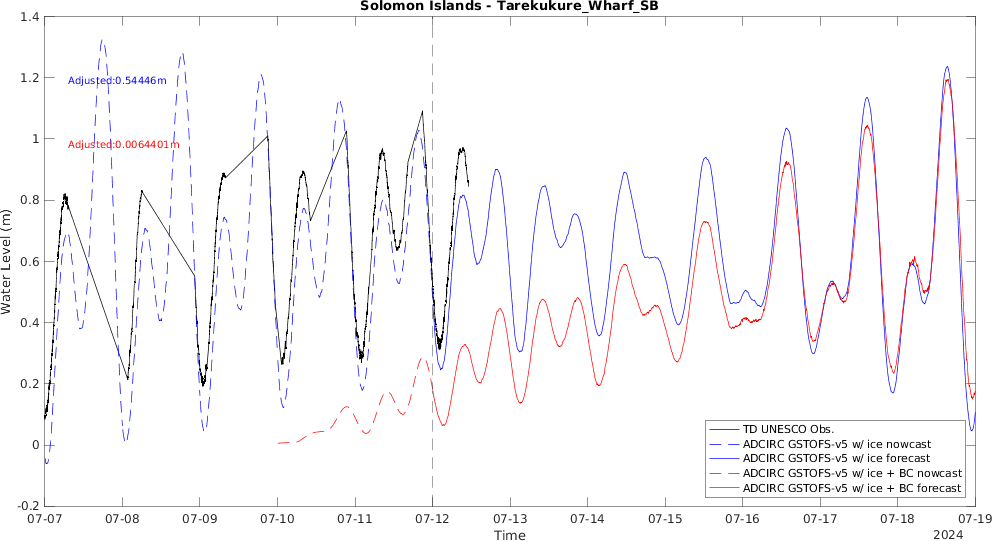 Solomon Islands - Tarekukure_Wharf_SB
1.4
1.2
1
0.8
0.6
0.4
0.2
0
-0.2
Water Level (m)
Adjusted:0.54446m
Adjusted:0.0064401m
TD UNESCO Obs.
ADCIRC GSTOFS-v5 w/ ice nowcast
ADCIRC GSTOFS-v5 w/ ice forecast
ADCIRC GSTOFS-v5 w/ ice + BC nowcast
ADCIRC GSTOFS-v5 w/ ice + BC forecast
07-07 07-08 07-09 07-10 07-11 07-12 07-13 07-14 07-15 07-16 07-17 07-18 07-19
Time
2024